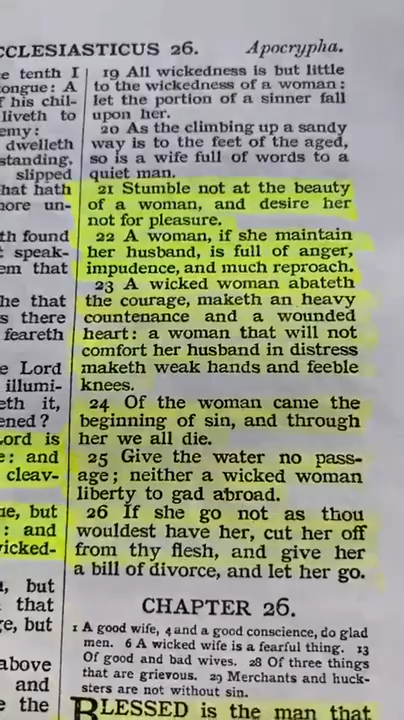 CCLESIASTICUS 26. Apocrypha.
e tenth I
ongue: A
f his chil-
liveth to
emy:
dwelleth
standing,
slipped
hat hath
ore un-
th found
speak-
em that
he that
s there
feareth
e Lord
illumi-
eth it,
ened?
ord is
e: and
cleav-
ne, but
: and
icked-
, but
that
e, but
above
and
e the
19 All wickedness is but little
to the wickedness of a woman:
let the portion of a sinner fall
upon her.
20 As the climbing up a sandy
way is to the feet of the aged,
so is a wife full of words to a
quiet man.
21 Stumble not at the beauty
of a woman, and desire her
not for pleasure.
22 A woman, if she maintain
her husband, is full of anger,
impudence, and much reproach.
23 A wicked woman abateth
the courage, maketh an heavy
countenance and a wounded
heart: a woman that will not
comfort her husband in distress
maketh weak hands and feeble
knees.
24 Of the woman came the
beginning of sin, and through
her we all die.
25 Give the water no pass-
age; neither a wicked woman
liberty to gad abroad.
26 If she go not as thou
wouldest have her, cut her off
from thy flesh, and give her
a bill of divorce, and let her go.
CHAPTER 26.
1 A good wife, 4 and a good conscience, do glad
men. 6 A wicked wife is a fearful thing. 13
Of good and bad wives. 28 Of three things
that are grievous. 29 Merchants and huck-
sters are not without sin.
BLESSED is the man that